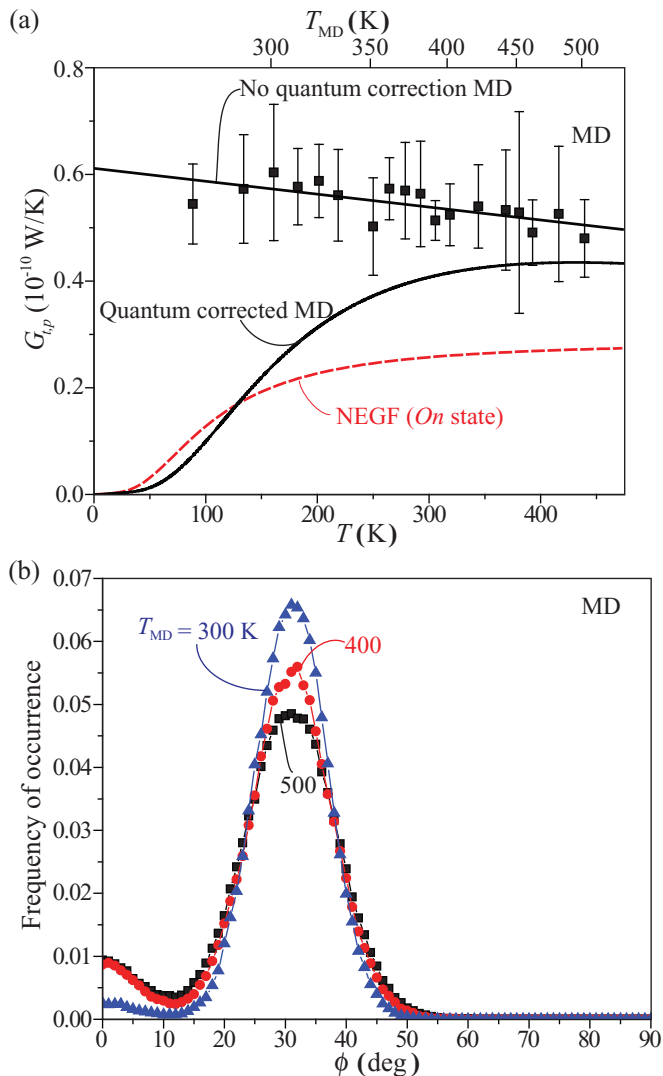 (a)
T_MD (K)
300 350 400 450 500
0.8
No quantum correction MD
MD
0.6
G_t,p (10^-10 W/K)
0.4
Quantum corrected MD
0.2
NEGF (On state)
0.0
0 100 200 300 400
T (K)
(b)
0.07
MD
T_MD = 300 K
0.06
400
0.05
500
0.04
Frequency of occurrence
0.03
0.02
0.01
0.00
0 10 20 30 40 50 60 70 80 90
ϕ (deg)